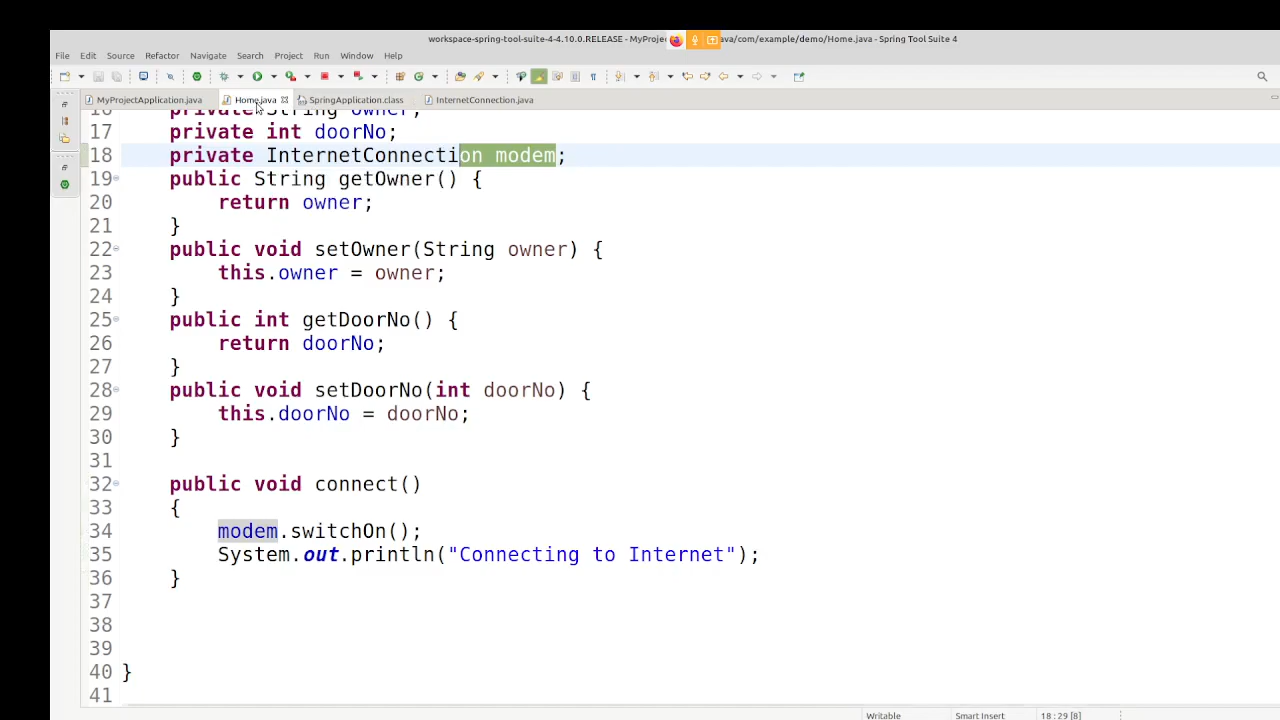 workspace-spring-tool-suite-4-4.10.0.RELEASE - MyProje ava/com/example/demo/Home.java - Spring Tool Suite 4
File Edit Source Refactor Navigate Search Project Run Window Help
MyProjectApplication.java Home.java SpringApplication.class InternetConnection.java
16 private String owner;
17 private int doorNo;
18 private InternetConnection modem;
19 public String getOwner() {
20 return owner;
21 }
22 public void setOwner(String owner) {
23 this.owner = owner;
24 }
25 public int getDoorNo() {
26 return doorNo;
27 }
28 public void setDoorNo(int doorNo) {
29 this.doorNo = doorNo;
30 }
31
32 public void connect()
33 {
34 modem.switchOn();
35 System.out.println("Connecting to Internet");
36 }
37
38
39
40 }
41
Writable Smart Insert 18 : 29 [8]